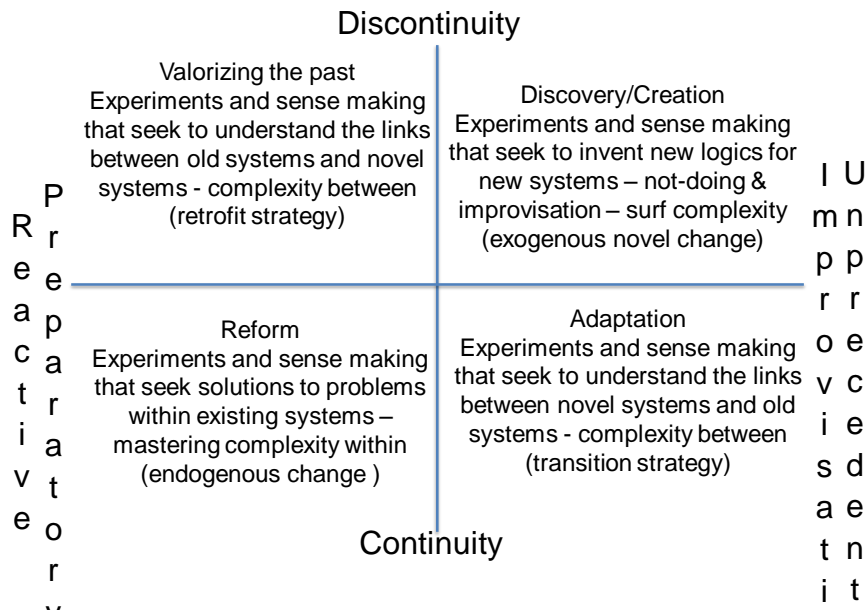 Discontinuity
Valorizing the past
Experiments and sense making
that seek to understand the links
between old systems and novel
systems - complexity between
(retrofit strategy)
Discovery/Creation
Experiments and sense making
that seek to invent new logics for
new systems – not-doing &
improvisation – surf complexity
(exogenous novel change)
Reactive
Preparatory
Improvisati
Unprecedent
Reform
Experiments and sense making
that seek solutions to problems
within existing systems –
mastering complexity within
(endogenous change )
Adaptation
Experiments and sense making
that seek to understand the links
between novel systems and old
systems - complexity between
(transition strategy)
Continuity